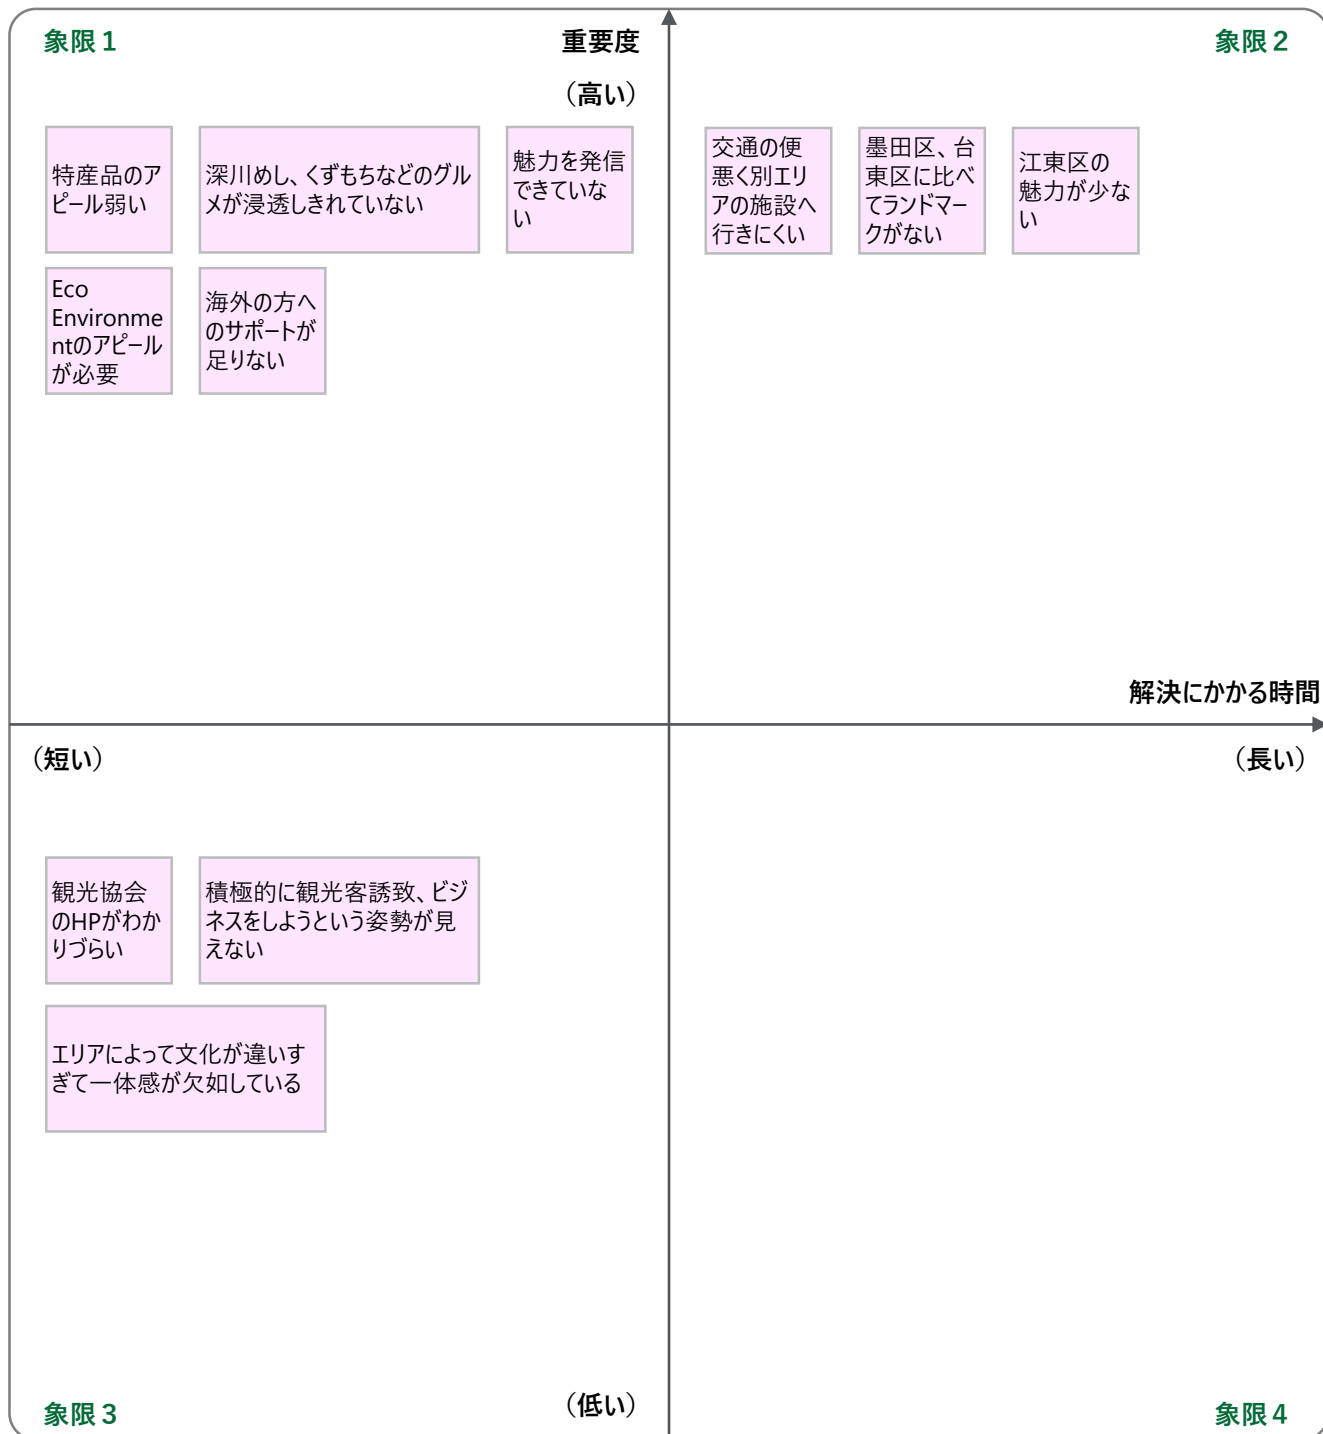 象限1
重要度
象限2
（高い）
特産品のア
ピール弱い
深川めし、くずもちなどのグル
メが浸透しきれていない
魅力を発信
できていな
い
交通の便
悪く別エリ
アの施設へ
行きにくい
墨田区、台
東区に比べ
てランドマー
クがない
江東区の
魅力が少な
い
Eco
Environme
ntのアピール
が必要
海外の方へ
のサポートが
足りない
解決にかかる時間
（短い）
（長い）
観光協会
のHPがわか
りづらい
積極的に観光客誘致、ビジ
ネスをしようという姿勢が見
えない
エリアによって文化が違いす
ぎて一体感が欠如している
象限3
（低い）
象限4